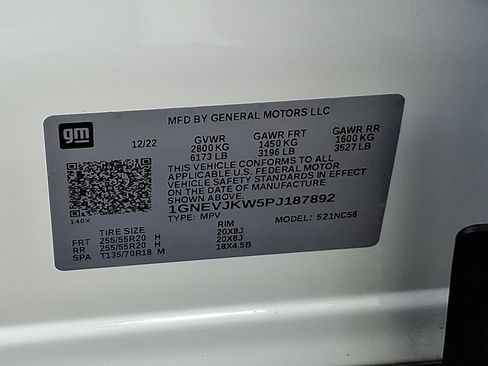 gm
MFD BY GENERAL MOTORS LLC
12/22 GVWR GAWR FRT GAWR RR
2800 KG 1450 KG 1600 KG
6173 LB 3196 LB 3527 LB
THIS VEHICLE CONFORMS TO ALL
APPLICABLE U.S. FEDERAL MOTOR
VEHICLE SAFETY STANDARDS IN EFFECT
ON THE DATE OF MANUFACTURE
SHOWN ABOVE
1GNEVJKW5PJ187892
TYPE: MPV MODEL: 521NC56
140X
TIRE SIZE RIM
FRT 255/55R20 H 20X8J
RR 255/55R20 H 20X8J
SPA T135/70R18 M 18X4.5B